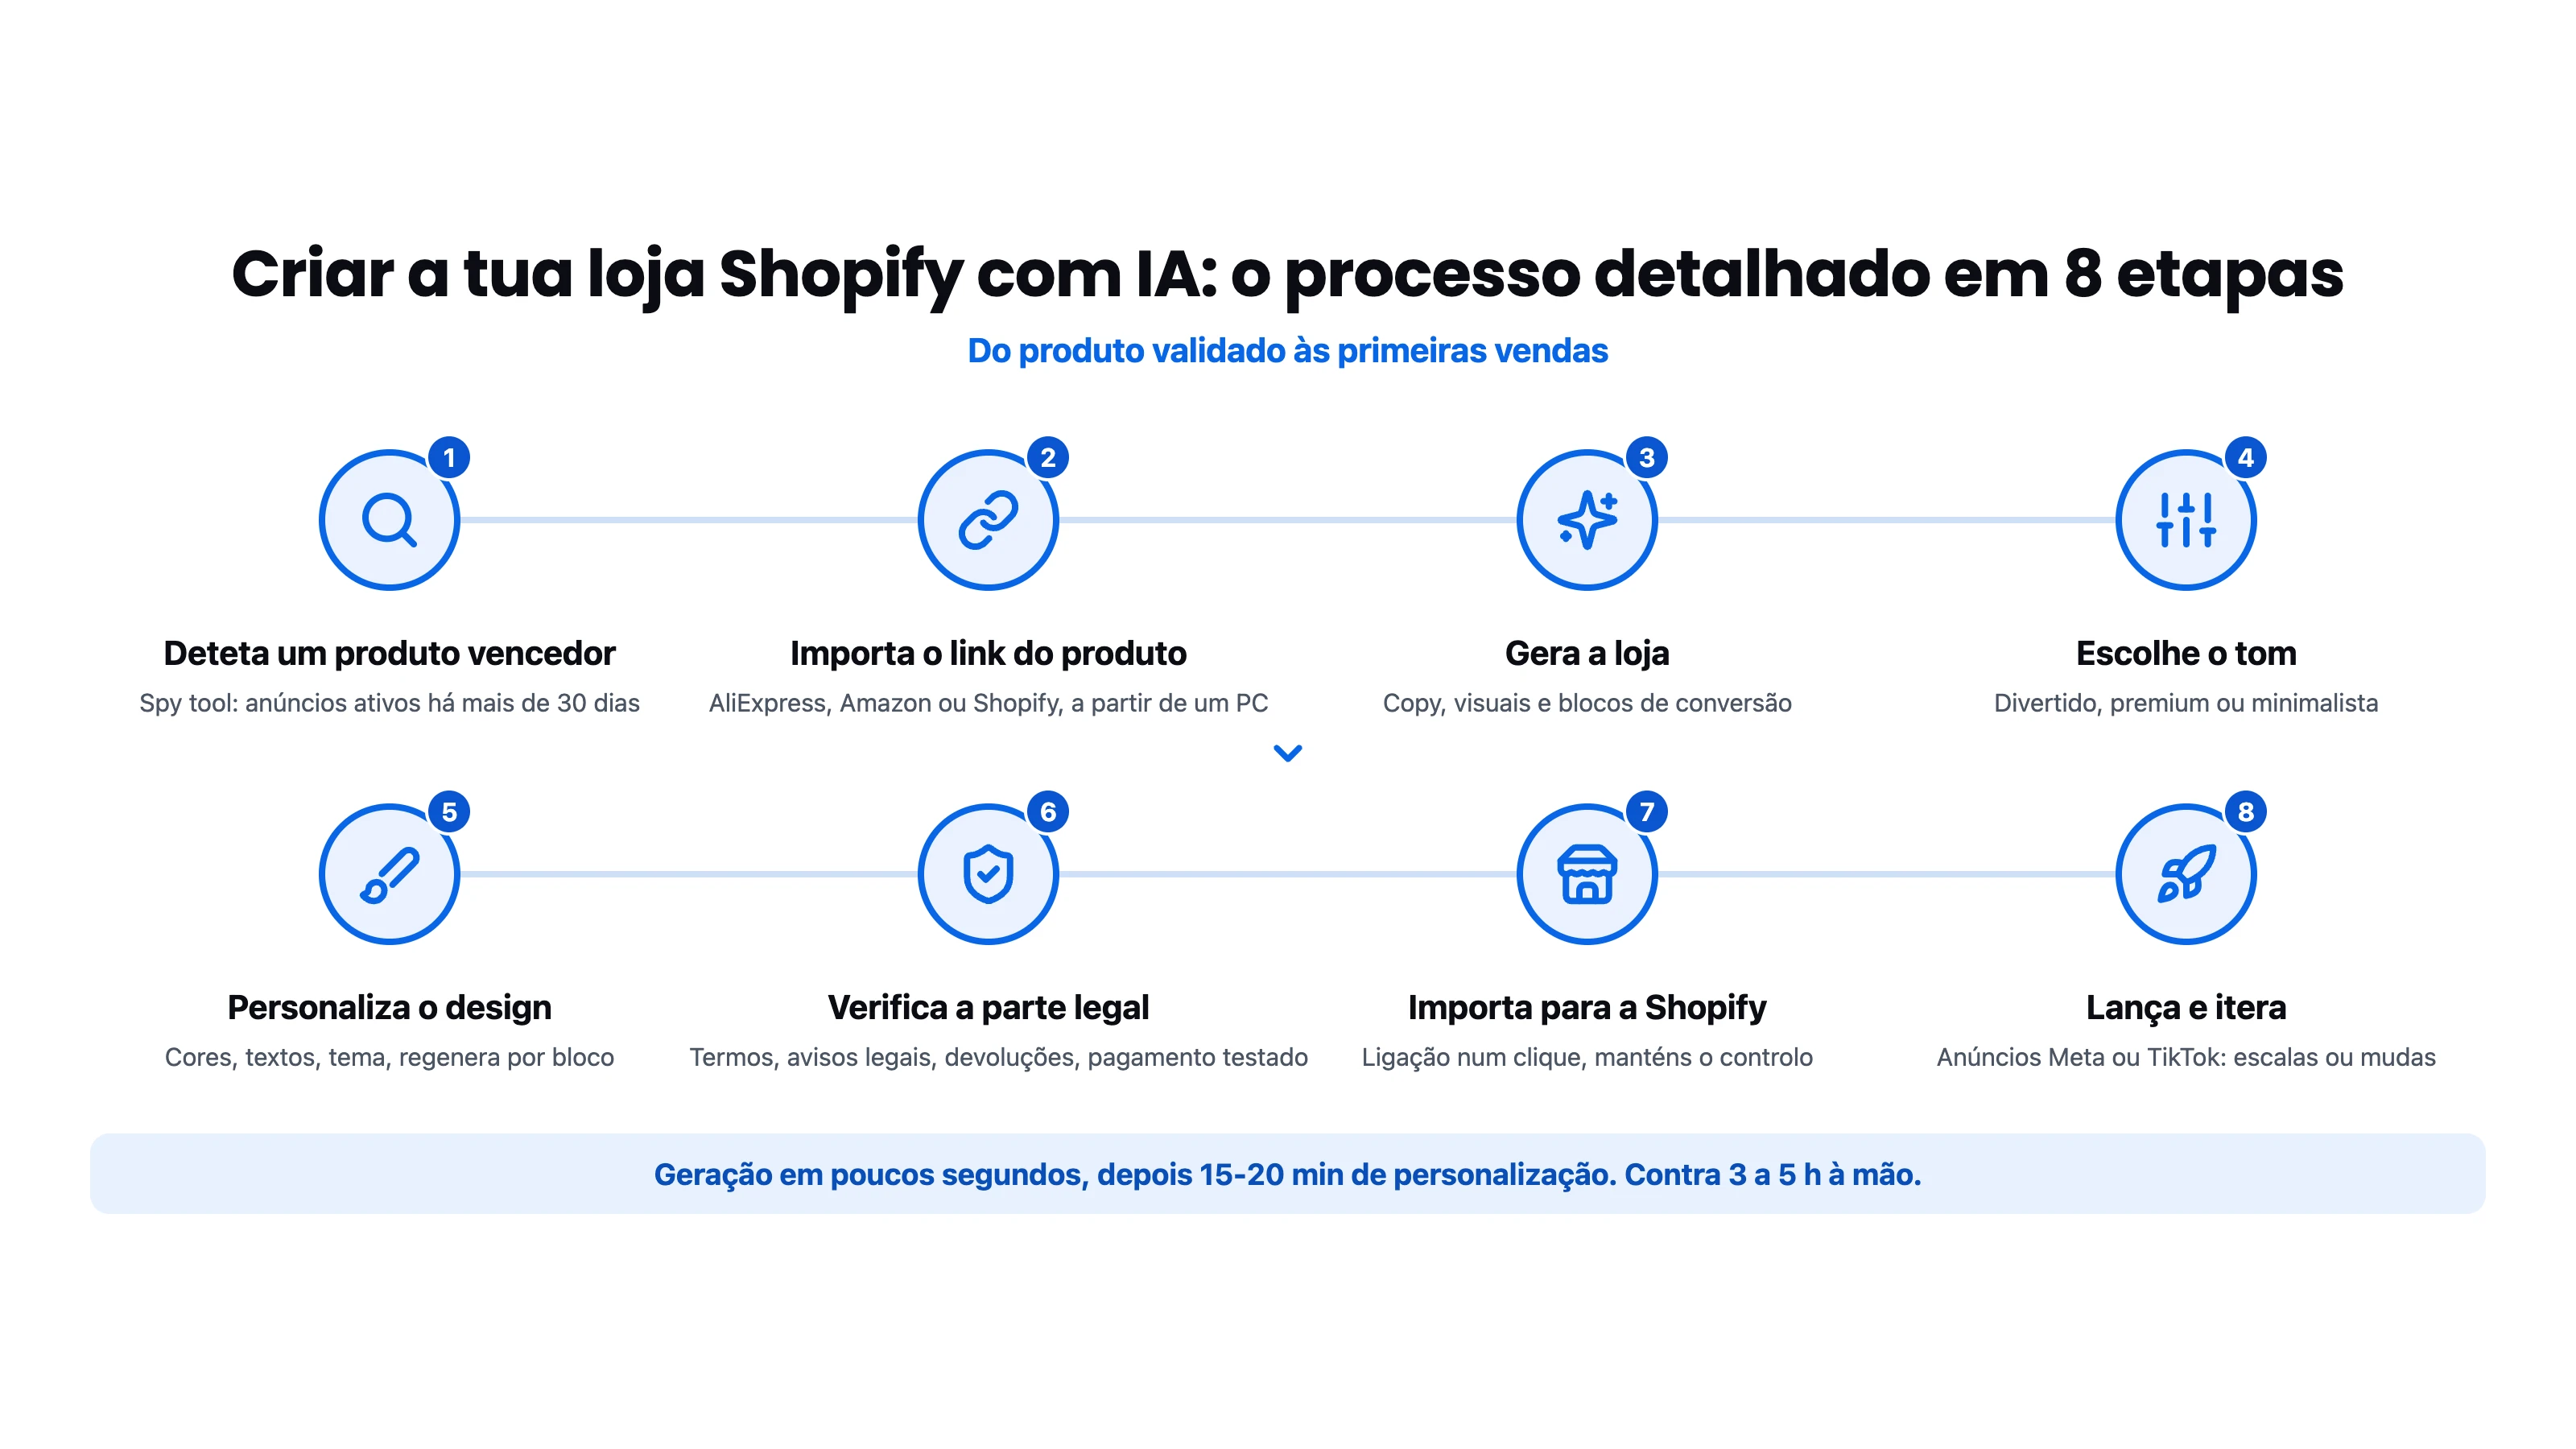 Criar a tua loja Shopify com IA: o processo detalhado em 8 etapas
Do produto validado às primeiras vendas
1
Deteta um produto vencedor
Spy tool: anúncios ativos há mais de 30 dias
2
Importa o link do produto
AliExpress, Amazon ou Shopify, a partir de um PC
3
Gera a loja
Copy, visuais e blocos de conversão
4
Escolhe o tom
Divertido, premium ou minimalista
5
Personaliza o design
Cores, textos, tema, regenera por bloco
6
Verifica a parte legal
Termos, avisos legais, devoluções, pagamento testado
7
Importa para a Shopify
Ligação num clique, manténs o controlo
8
Lança e itera
Anúncios Meta ou TikTok: escalas ou mudas
Geração em poucos segundos, depois 15-20 min de personalização. Contra 3 a 5 h à mão.